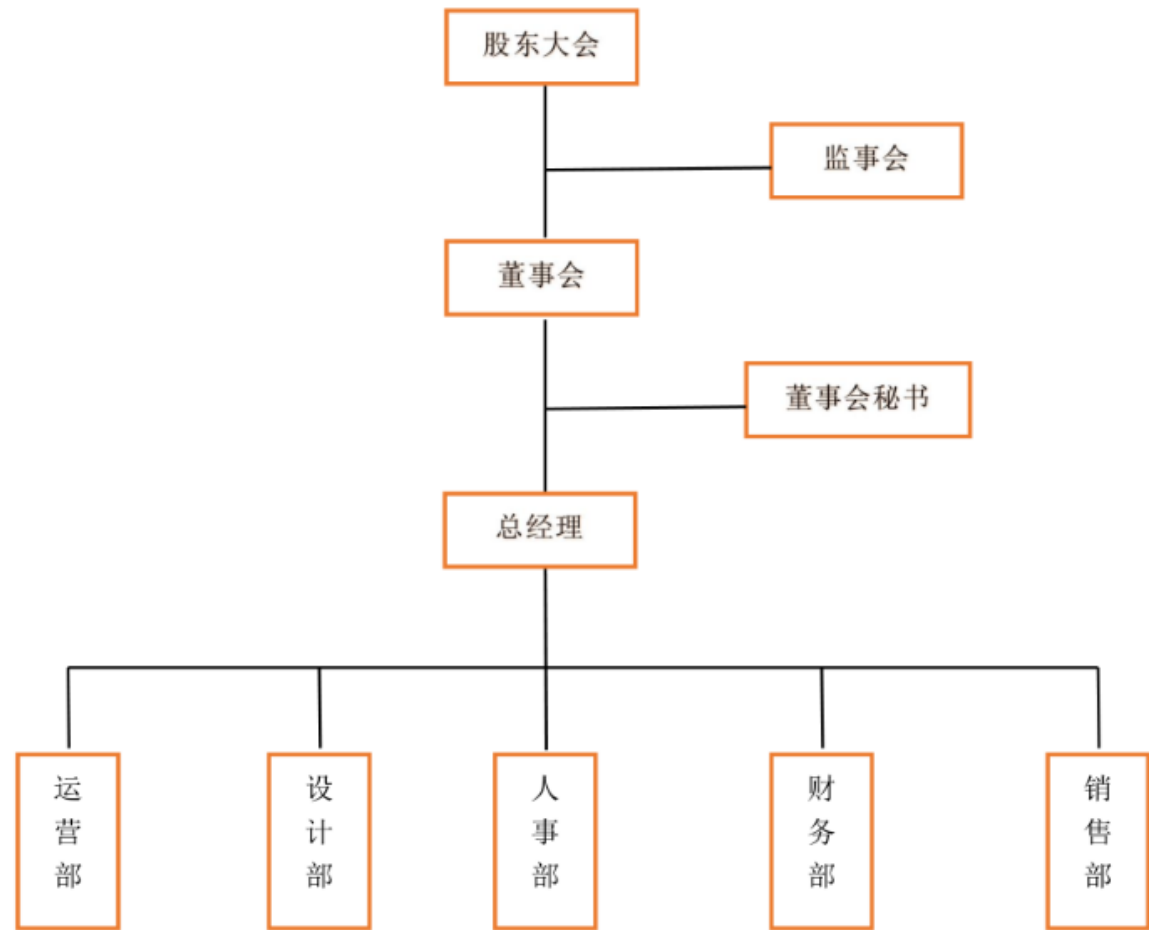 股东大会
监事会
董事会
董事会秘书
总经理
运营部
设计部
人事部
财务部
销售部